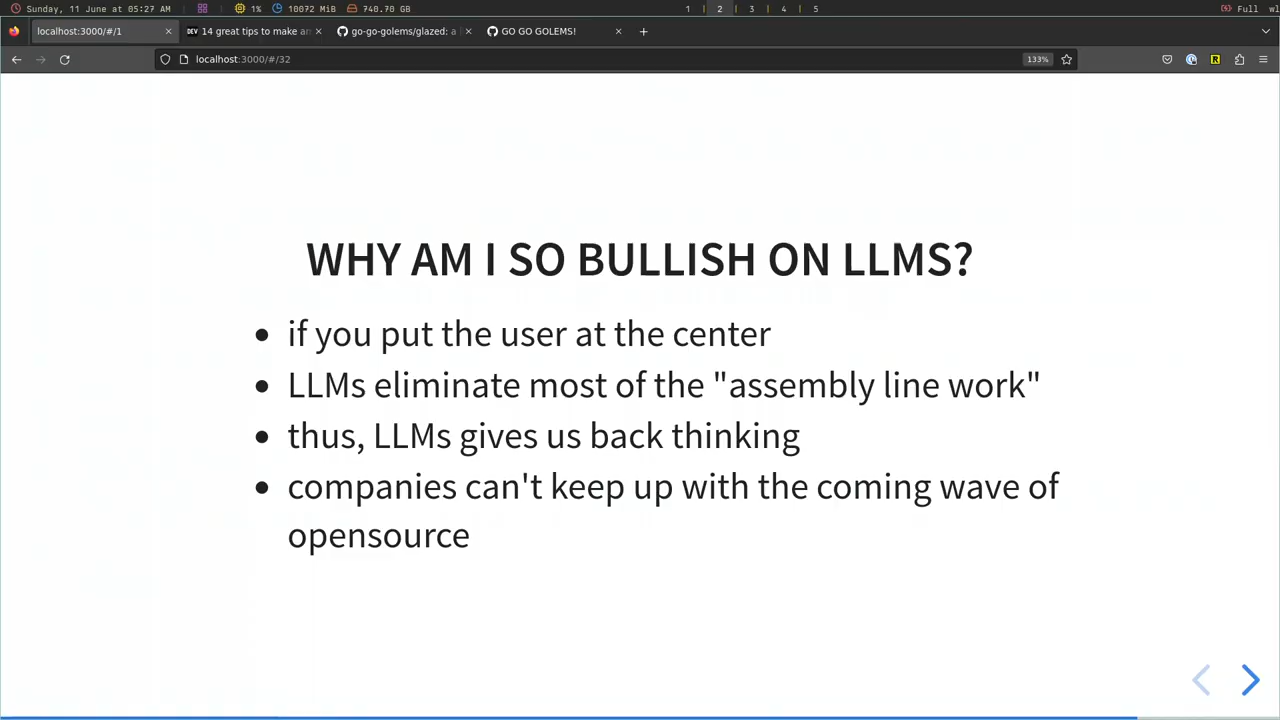 Sunday, 11 June at 05:27 AM 1% 10072 MiB 740.70 GB 1 2 3 4 5 Full wl
localhost:3000/#/1 DEV 14 great tips to make an go-go-golems/glazed: a GO GO GOLEMS!
localhost:3000/#/32 133% R
WHY AM I SO BULLISH ON LLMS?
• if you put the user at the center
• LLMs eliminate most of the "assembly line work"
• thus, LLMs gives us back thinking
• companies can't keep up with the coming wave of
opensource